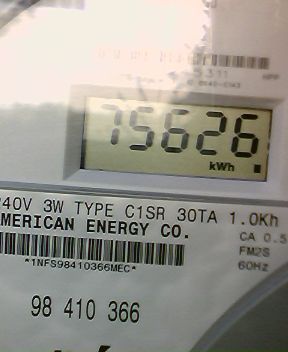 5311
75626
kWh
240V 3W TYPE C1SR 30TA 1.0Kh
AMERICAN ENERGY CO.
CA 0.5
*1NFS98410366MEC*
FM2S
60Hz
98 410 366